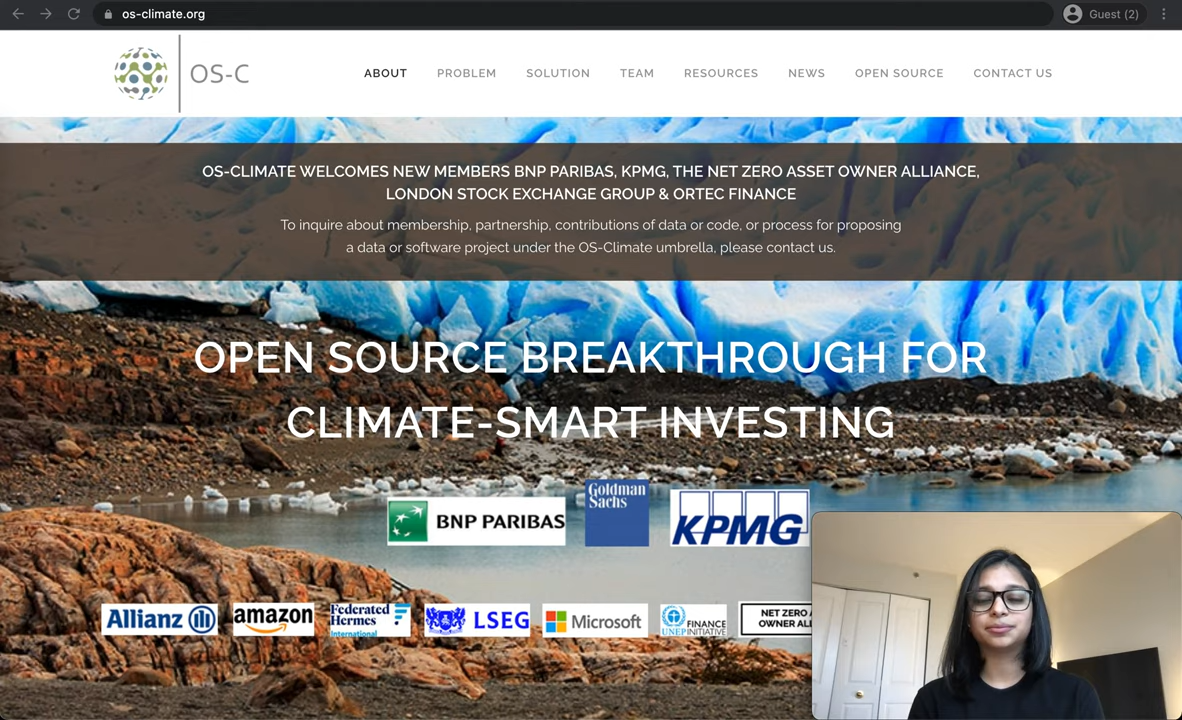 os-climate.org
Guest (2)
OS-C
ABOUT
PROBLEM
SOLUTION
TEAM
RESOURCES
NEWS
OPEN SOURCE
CONTACT US
OS-CLIMATE WELCOMES NEW MEMBERS BNP PARIBAS, KPMG, THE NET ZERO ASSET OWNER ALLIANCE,
LONDON STOCK EXCHANGE GROUP & ORTEC FINANCE
To inquire about membership, partnership, contributions of data or code, or process for proposing
a data or software project under the OS-Climate umbrella, please contact us.
OPEN SOURCE BREAKTHROUGH FOR
CLIMATE-SMART INVESTING
BNP PARIBAS
Goldman
Sachs
KPMG
Allianz
amazon
Federated
Hermes
International
LSEG
Microsoft
FINANCE
UNEP INITIATIVE
NET ZERO
OWNER